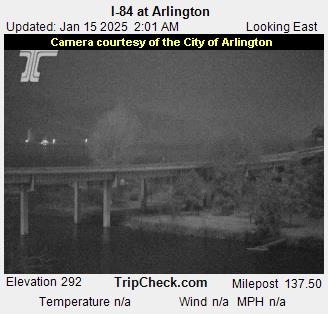 I-84 at Arlington
Updated: Jan 15 2025 2:01 AM Looking East
Camera courtesy of the City of Arlington
Elevation 292 TripCheck.com Milepost 137.50
Temperature n/a Wind n/a MPH n/a